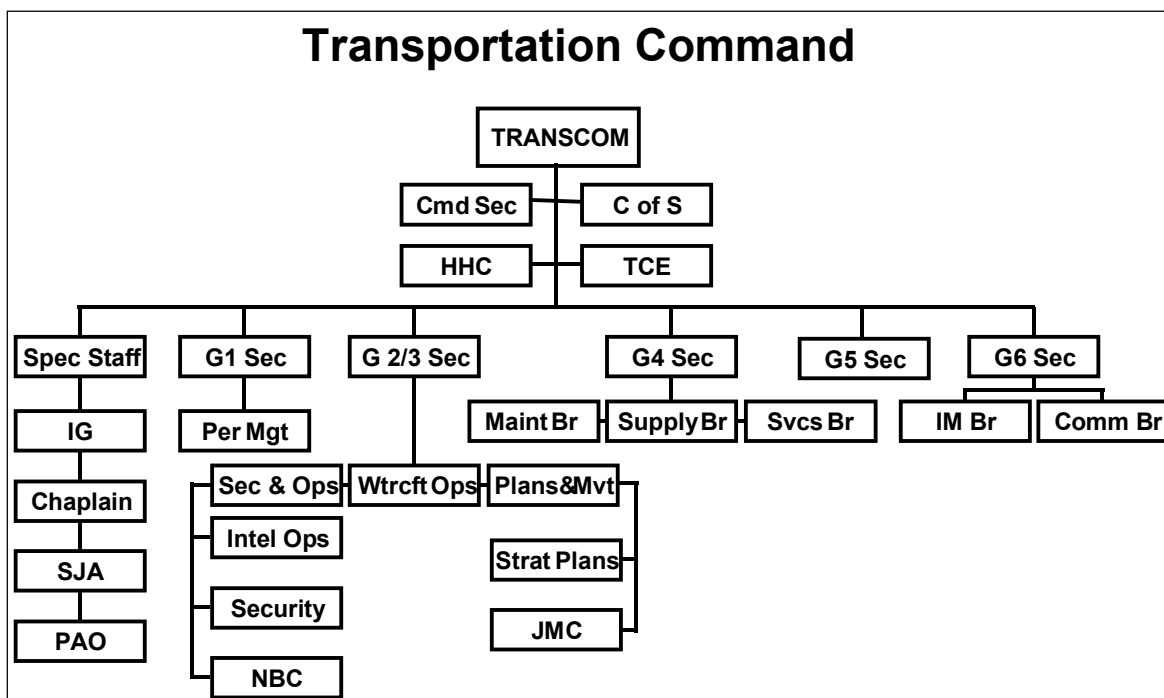 Transportation Command
TRANSCOM
Cmd Sec
C of S
HHC
TCE
Spec Staff
G1 Sec
G 2/3 Sec
G4 Sec
G5 Sec
G6 Sec
IG
Per Mgt
Maint Br
Supply Br
Svcs Br
IM Br
Comm Br
Chaplain
Sec & Ops
Wtrcft Ops
Plans&Mvt
Intel Ops
Strat Plans
SJA
Security
JMC
PAO
NBC